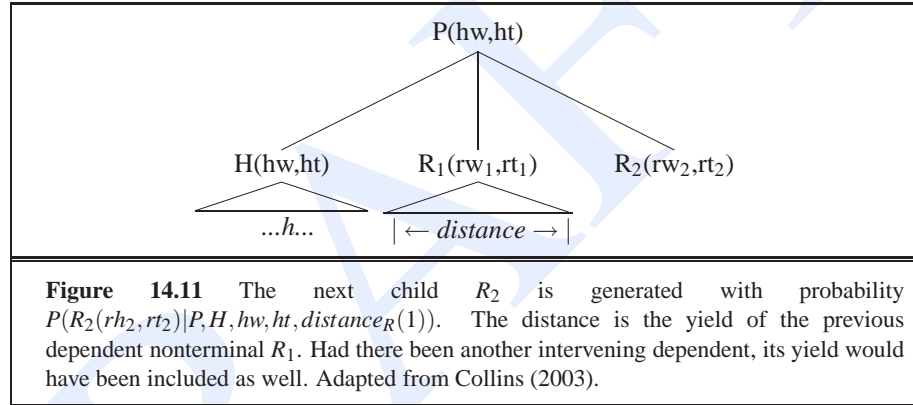 P(hw,ht)
H(hw,ht) R₁(rw₁,rt₁) R₂(rw₂,rt₂)
...h... | ← distance → |
Figure 14.11 The next child R₂ is generated with probability
P(R₂(rh₂,rt₂)|P,H,hw,ht,distance_R(1)). The distance is the yield of the previous
dependent nonterminal R₁. Had there been another intervening dependent, its yield would
have been included as well. Adapted from Collins (2003).